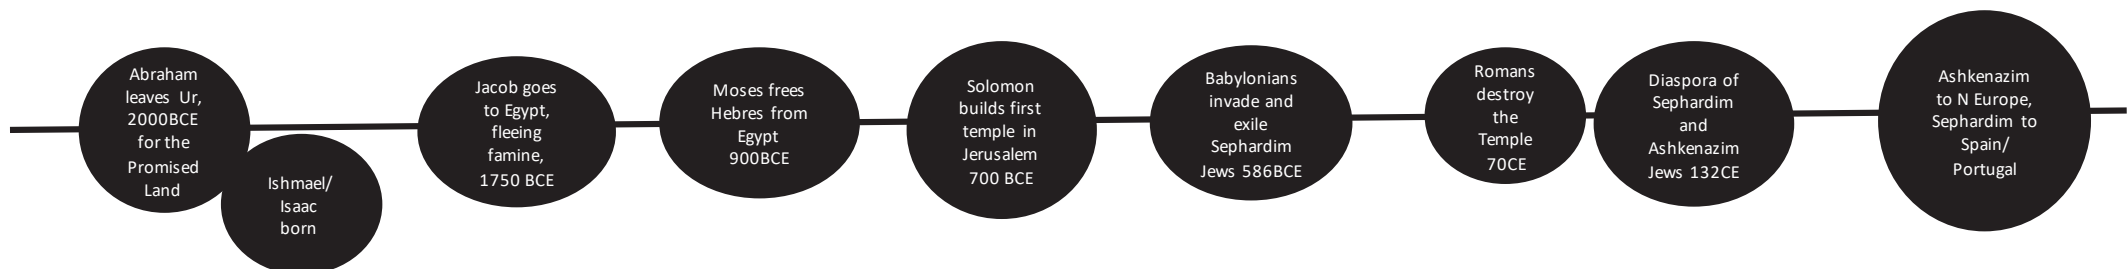 Abraham
leaves Ur,
2000BCE
for the
Promised
Land
Ishmael/
Isaac
born
Jacob goes
to Egypt,
fleeing
famine,
1750 BCE
Moses frees
Hebres from
Egypt
900BCE
Solomon
builds first
temple in
Jerusalem
700 BCE
Babylonians
invade and
exile
Sephardim
Jews 586BCE
Romans
destroy
the
Temple
70CE
Diaspora of
Sephardim
and
Ashkenazim
Jews 132CE
Ashkenazim
to N Europe,
Sephardim to
Spain/
Portugal